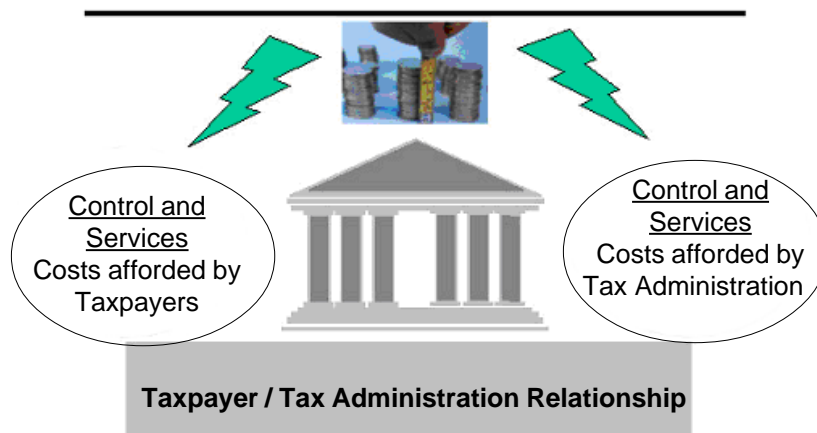 Control and
Services
Costs afforded by
Taxpayers
Control and
Services
Costs afforded by
Tax Administration
Taxpayer / Tax Administration Relationship